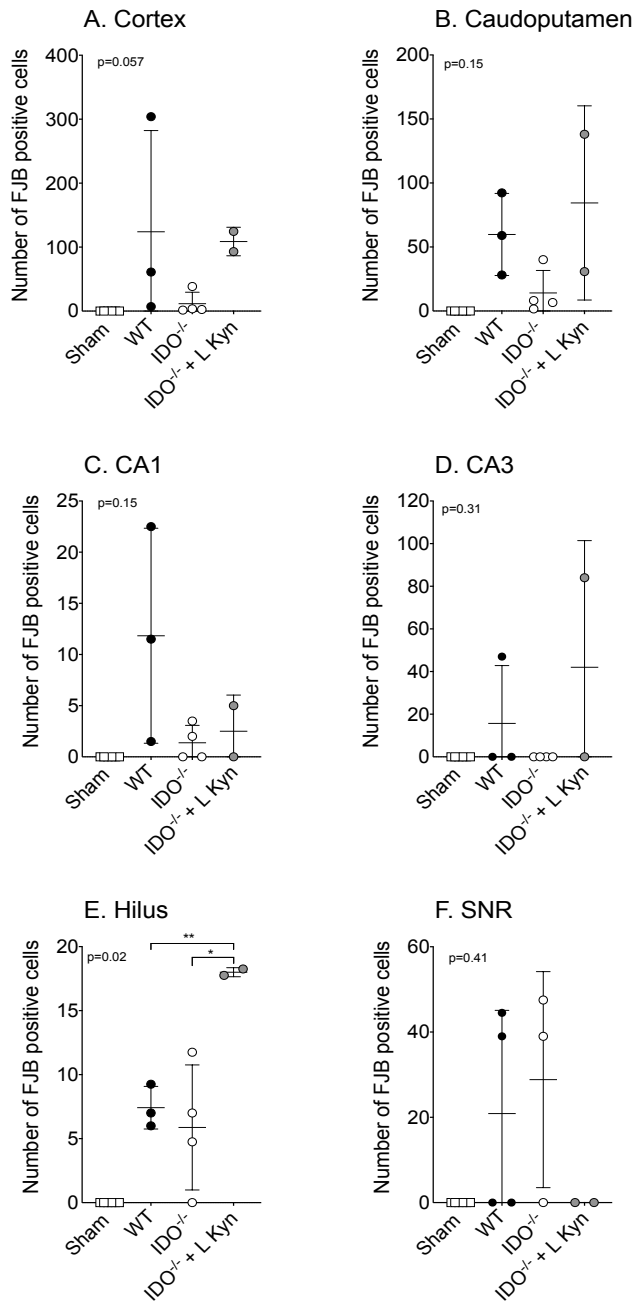 A. Cortex
p=0.057
Number of FJB positive cells
400
300
200
100
0
Sham
WT
IDO⁻/⁻
IDO⁻/⁻ + L Kyn
B. Caudoputamen
p=0.15
Number of FJB positive cells
200
150
100
50
0
Sham
WT
IDO⁻/⁻
IDO⁻/⁻ + L Kyn
C. CA1
p=0.15
Number of FJB positive cells
25
20
15
10
5
0
Sham
WT
IDO⁻/⁻
IDO⁻/⁻ + L Kyn
D. CA3
p=0.31
Number of FJB positive cells
120
100
80
60
40
20
0
Sham
WT
IDO⁻/⁻
IDO⁻/⁻ + L Kyn
E. Hilus
**
*
p=0.02
Number of FJB positive cells
20
15
10
5
0
Sham
WT
IDO⁻/⁻
IDO⁻/⁻ + L Kyn
F. SNR
p=0.41
Number of FJB positive cells
60
40
20
0
Sham
WT
IDO⁻/⁻
IDO⁻/⁻ + L Kyn